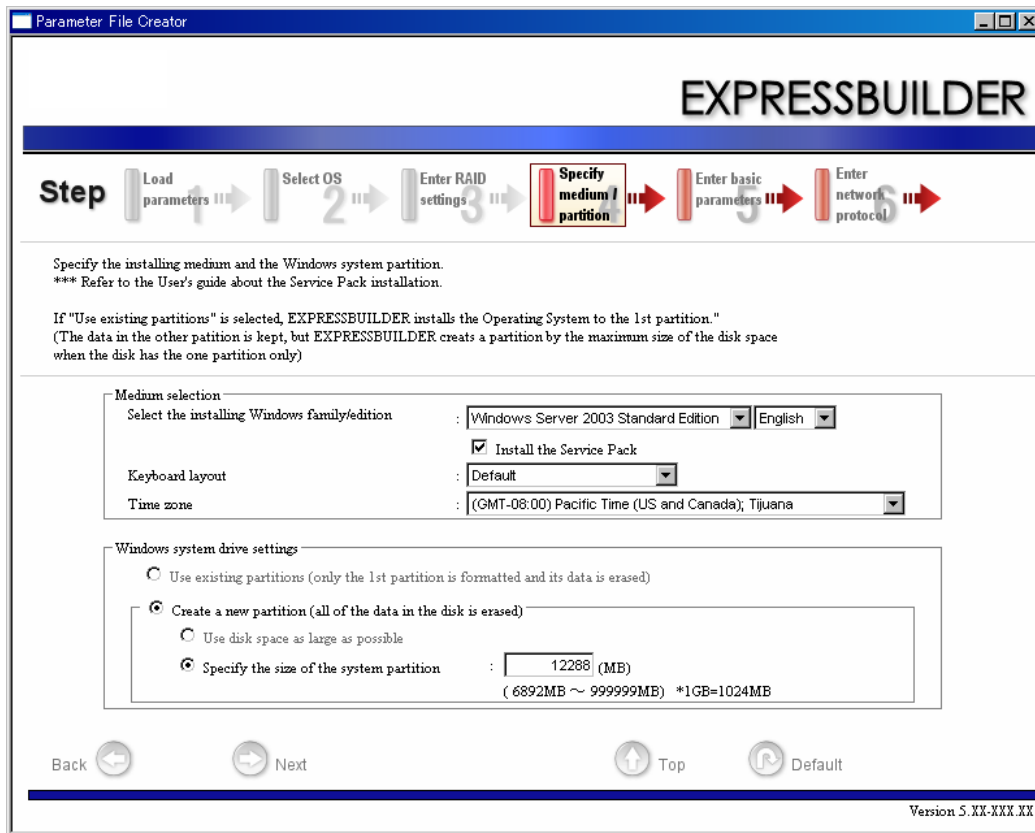 Parameter File Creator
EXPRESSBUILDER
Step
Load parameters 1
Select OS 2
Enter RAID settings 3
Specify medium / partition 4
Enter basic parameters 5
Enter network protocol 6
Specify the installing medium and the Windows system partition.
*** Refer to the User's guide about the Service Pack installation.
If "Use existing partitions" is selected, EXPRESSBUILDER installs the Operating System to the 1st partition."
(The data in the other patition is kept, but EXPRESSBUILDER creats a partition by the maximum size of the disk space
when the disk has the one partition only)
Medium selection
Select the installing Windows family/edition : Windows Server 2003 Standard Edition English
Install the Service Pack
Keyboard layout : Default
Time zone : (GMT-08:00) Pacific Time (US and Canada); Tijuana
Windows system drive settings
Use existing partitions (only the 1st partition is formatted and its data is erased)
Create a new partition (all of the data in the disk is erased)
Use disk space as large as possible
Specify the size of the system partition : 12288 (MB)
( 6892MB ～ 999999MB) *1GB=1024MB
Back Next Top Default
Version 5.XX-XXX.XX